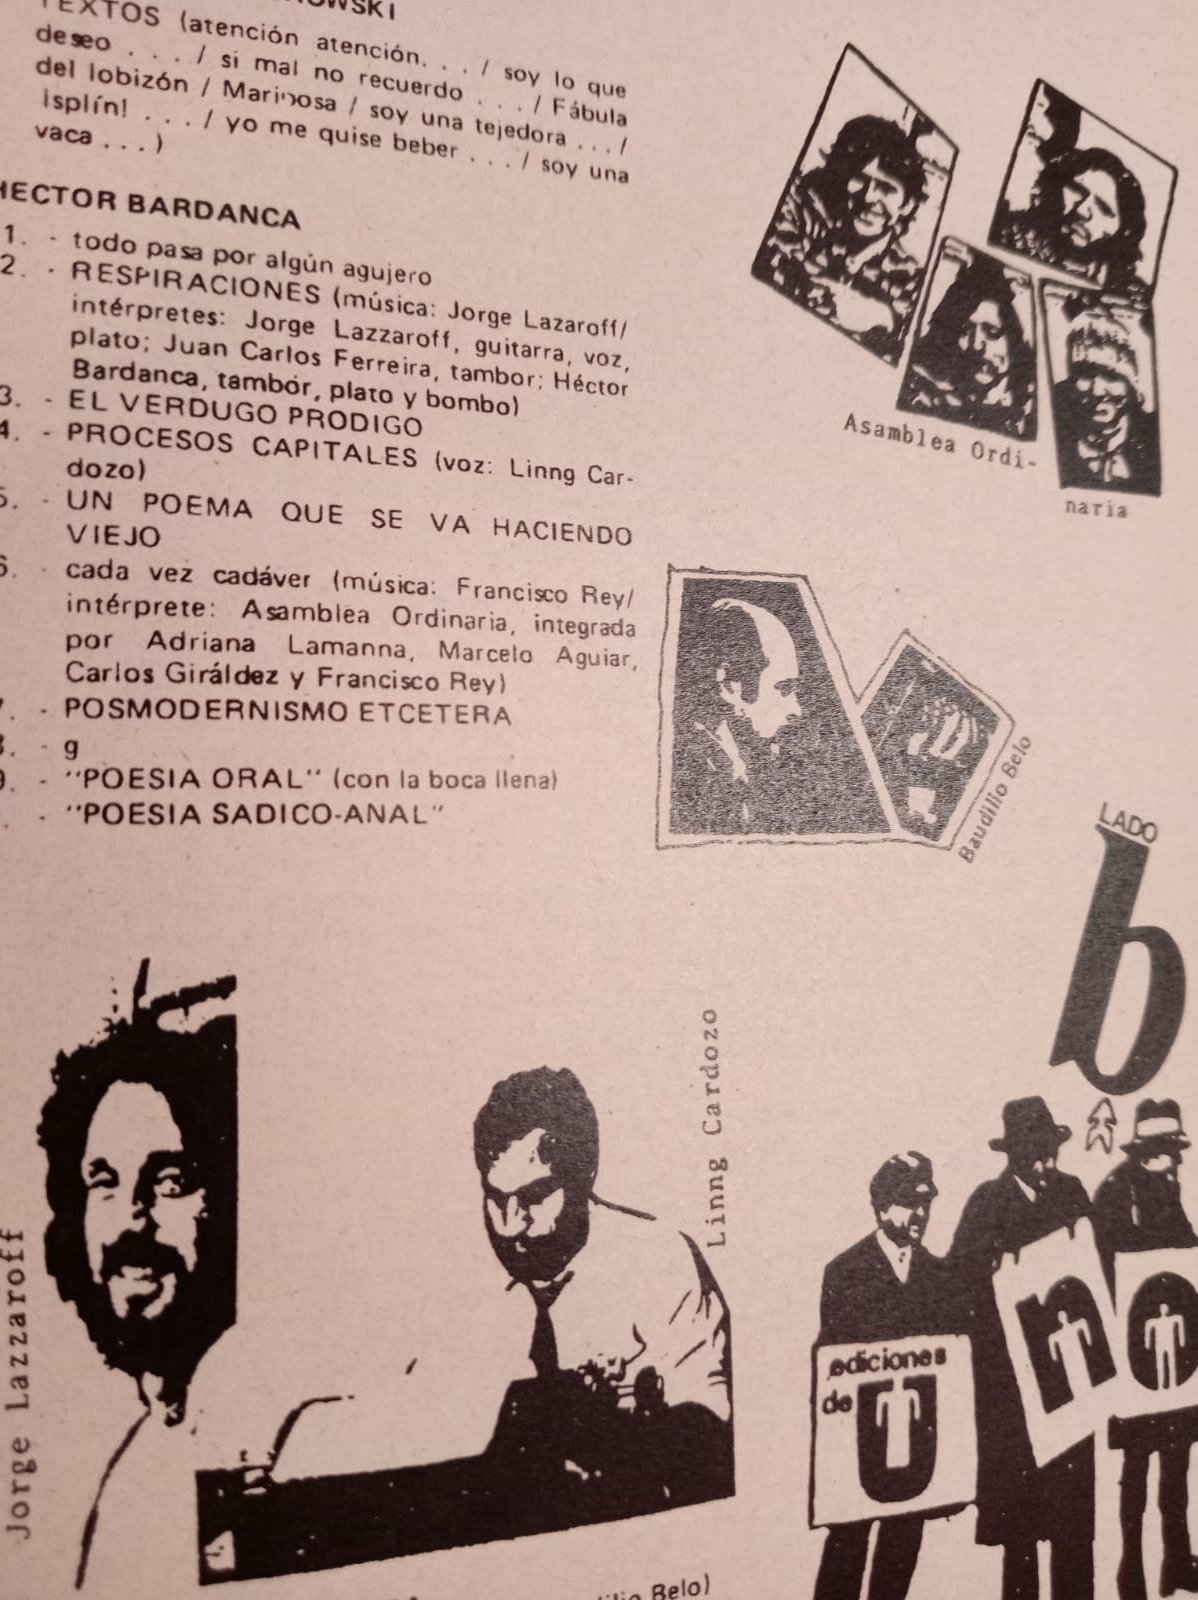 TEXTOS (atención atención. . . / soy lo que
deseo . . . / si mal no recuerdo . . . / Fábula
del lobizón / Mariposa / soy una tejedora . . . /
¡splín! . . . / yo me quise beber . . . / soy una
vaca . . . )
HECTOR BARDANCA
1. - todo pasa por algún agujero
2. - RESPIRACIONES (música: Jorge Lazaroff/
intérpretes: Jorge Lazzaroff, guitarra, voz,
plato; Juan Carlos Ferreira, tambor; Héctor
Bardanca, tambor, plato y bombo)
3. - EL VERDUGO PRODIGO
4. - PROCESOS CAPITALES (voz: Linng Car-
dozo)
5. - UN POEMA QUE SE VA HACIENDO
VIEJO
6. - cada vez cadáver (música: Francisco Rey/
intérprete: Asamblea Ordinaria, integrada
por Adriana Lamanna, Marcelo Aguiar,
Carlos Giráldez y Francisco Rey)
7. - POSMODERNISMO ETCETERA
8. - g
9. - "POESIA ORAL" (con la boca llena)
. - "POESIA SADICO-ANAL"
Asamblea Ordi-
naria
Baudilio Belo
LADO
b
Linng Cardozo
Jorge Lazzaroff
ediciones
de
U
n
o
Belo)